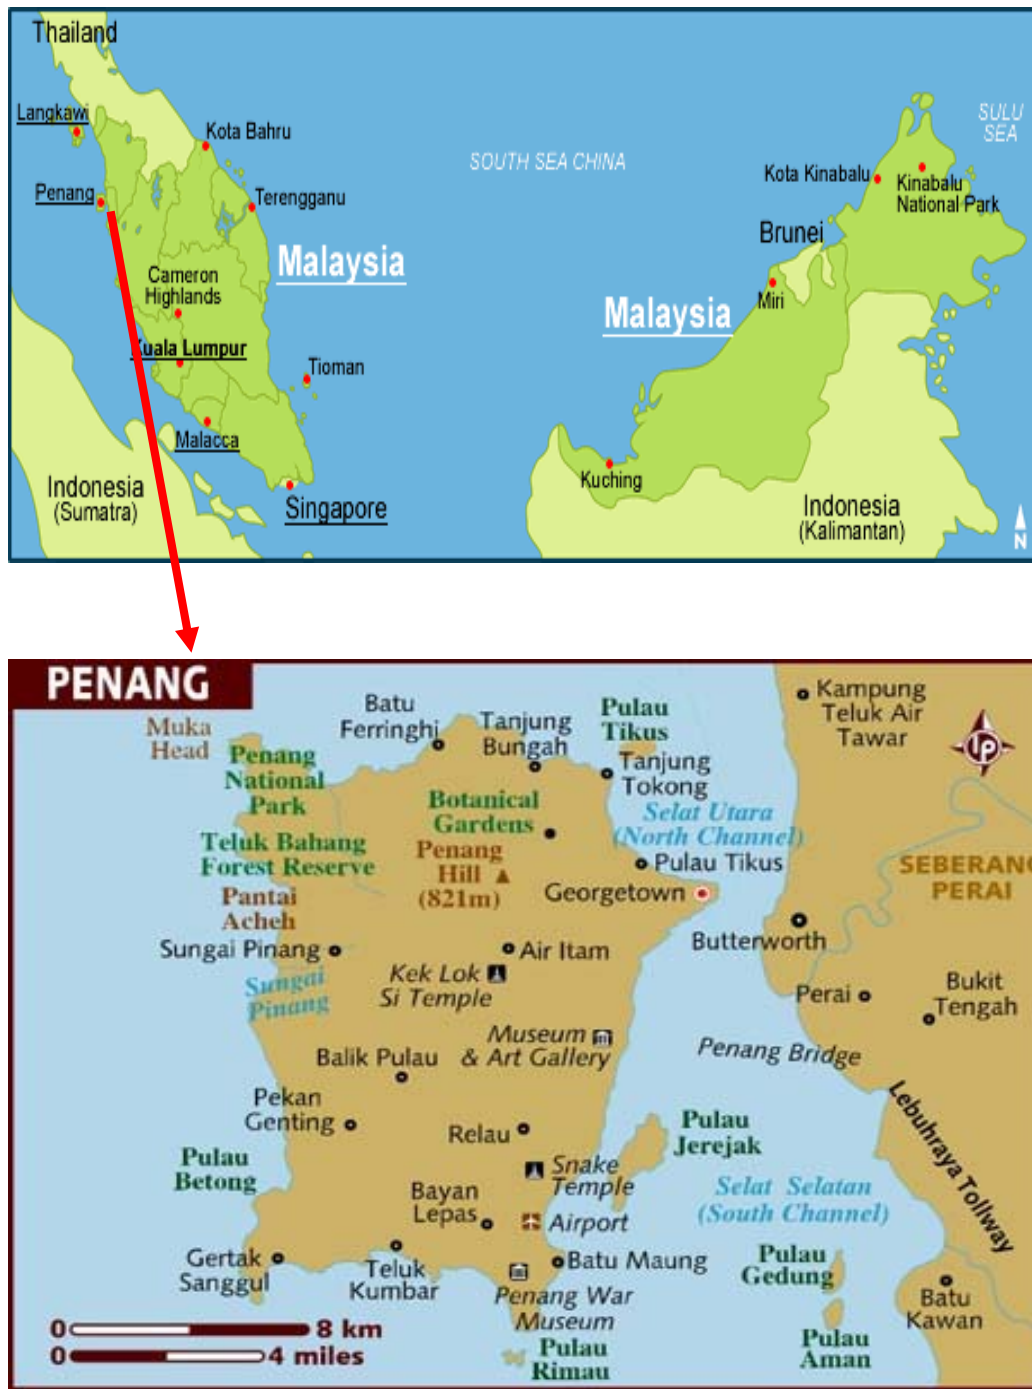 Thailand
Langkawi
Kota Bahru
Penang
Terengganu
Malaysia
Cameron
Highlands
Kuala Lumpur
Tioman
Malacca
Indonesia
(Sumatra)
Singapore
SOUTH SEA CHINA
SULU
SEA
Kota Kinabalu
Kinabalu
National Park
Brunei
Miri
Malaysia
Kuching
Indonesia
(Kalimantan)
N
PENANG
Muka
Head
Penang
National
Park
Batu
Ferringhi
Tanjung
Bungah
Pulau
Tikus
Tanjung
Tokong
Kampung
Teluk Air
Tawar
LP
Botanical
Gardens
Selat Utara
(North Channel)
Teluk Bahang
Forest Reserve
Penang
Hill
(821m)
Pulau Tikus
SEBERANG
PERAI
Pantai
Acheh
Georgetown
Sungai Pinang
Air Itam
Butterworth
Sungai
Pinang
Kek Lok
Si Temple
Perai
Bukit
Tengah
Museum
& Art Gallery
Penang Bridge
Balik Pulau
Pekan
Genting
Relau
Pulau
Jerejak
Lebuhraya Tollway
Pulau
Betong
Snake
Temple
Selat Selatan
(South Channel)
Bayan
Lepas
Airport
Gertak
Sanggul
Teluk
Kumbar
Batu Maung
Pulau
Gedung
Penang War
Museum
Batu
Kawan
0 8 km
0 4 miles
Pulau
Rimau
Pulau
Aman